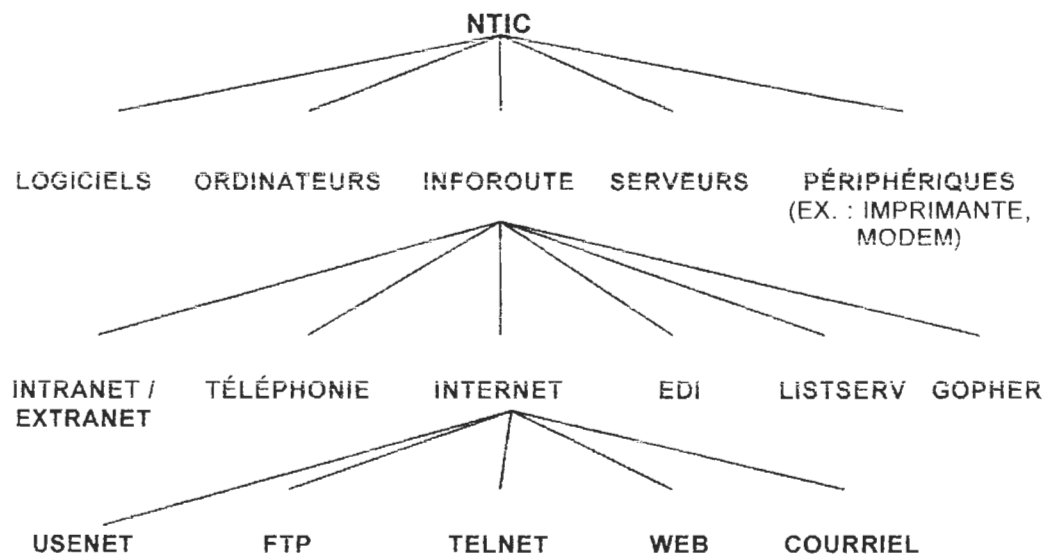 NTIC
LOGICIELS ORDINATEURS INFOROUTE SERVEURS PÉRIPHÉRIQUES
(EX. : IMPRIMANTE,
MODEM)
INTRANET / TÉLÉPHONIE INTERNET EDI LISTSERV GOPHER
EXTRANET
USENET FTP TELNET WEB COURRIEL